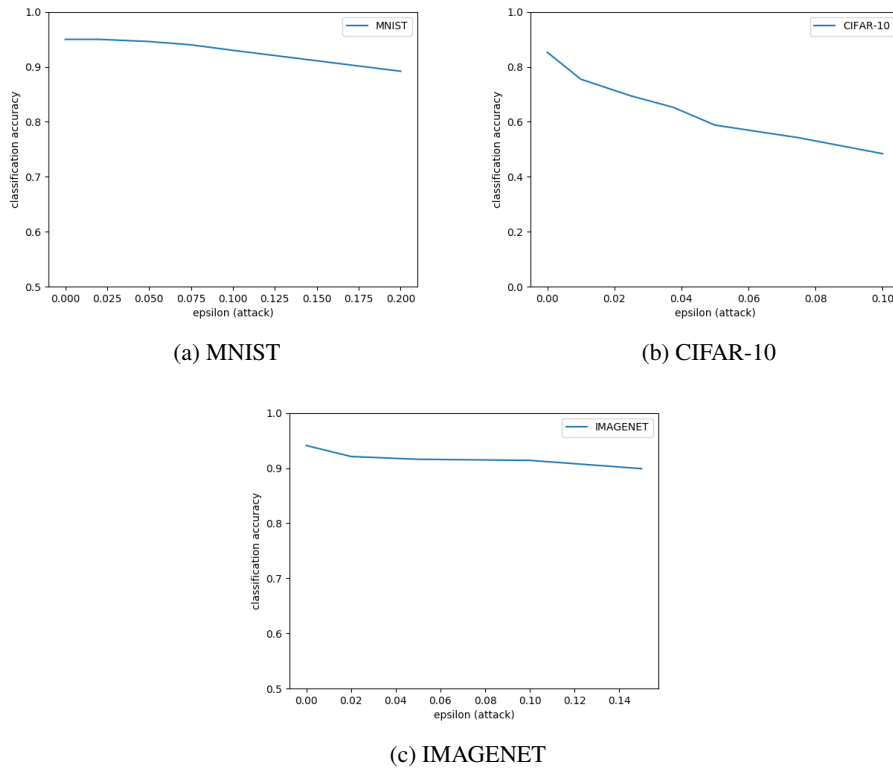 1.0
0.9
0.8
0.7
0.6
0.5
classification accuracy
MNIST
0.000 0.025 0.050 0.075 0.100 0.125 0.150 0.175 0.200
epsilon (attack)
(a) MNIST
1.0
0.8
0.6
0.4
0.2
0.0
classification accuracy
CIFAR-10
0.00 0.02 0.04 0.06 0.08 0.10
epsilon (attack)
(b) CIFAR-10
1.0
0.9
0.8
0.7
0.6
0.5
classification accuracy
IMAGENET
0.00 0.02 0.04 0.06 0.08 0.10 0.12 0.14
epsilon (attack)
(c) IMAGENET